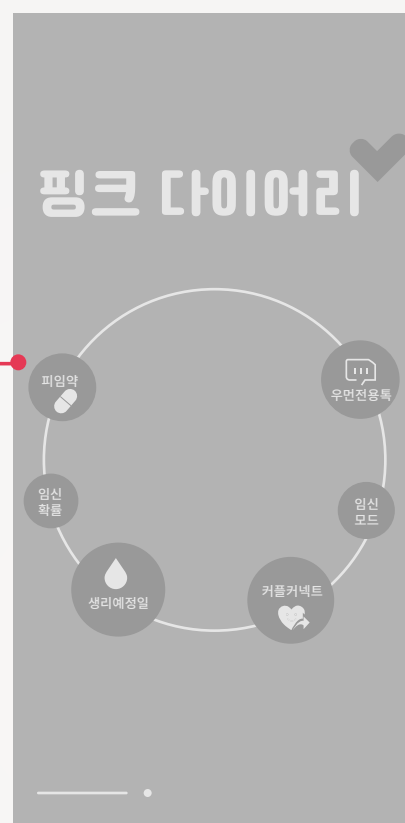 핑크 다이어리
피임약
우먼전용톡
임신
확률
임신
모드
생리예정일
커플커넥트